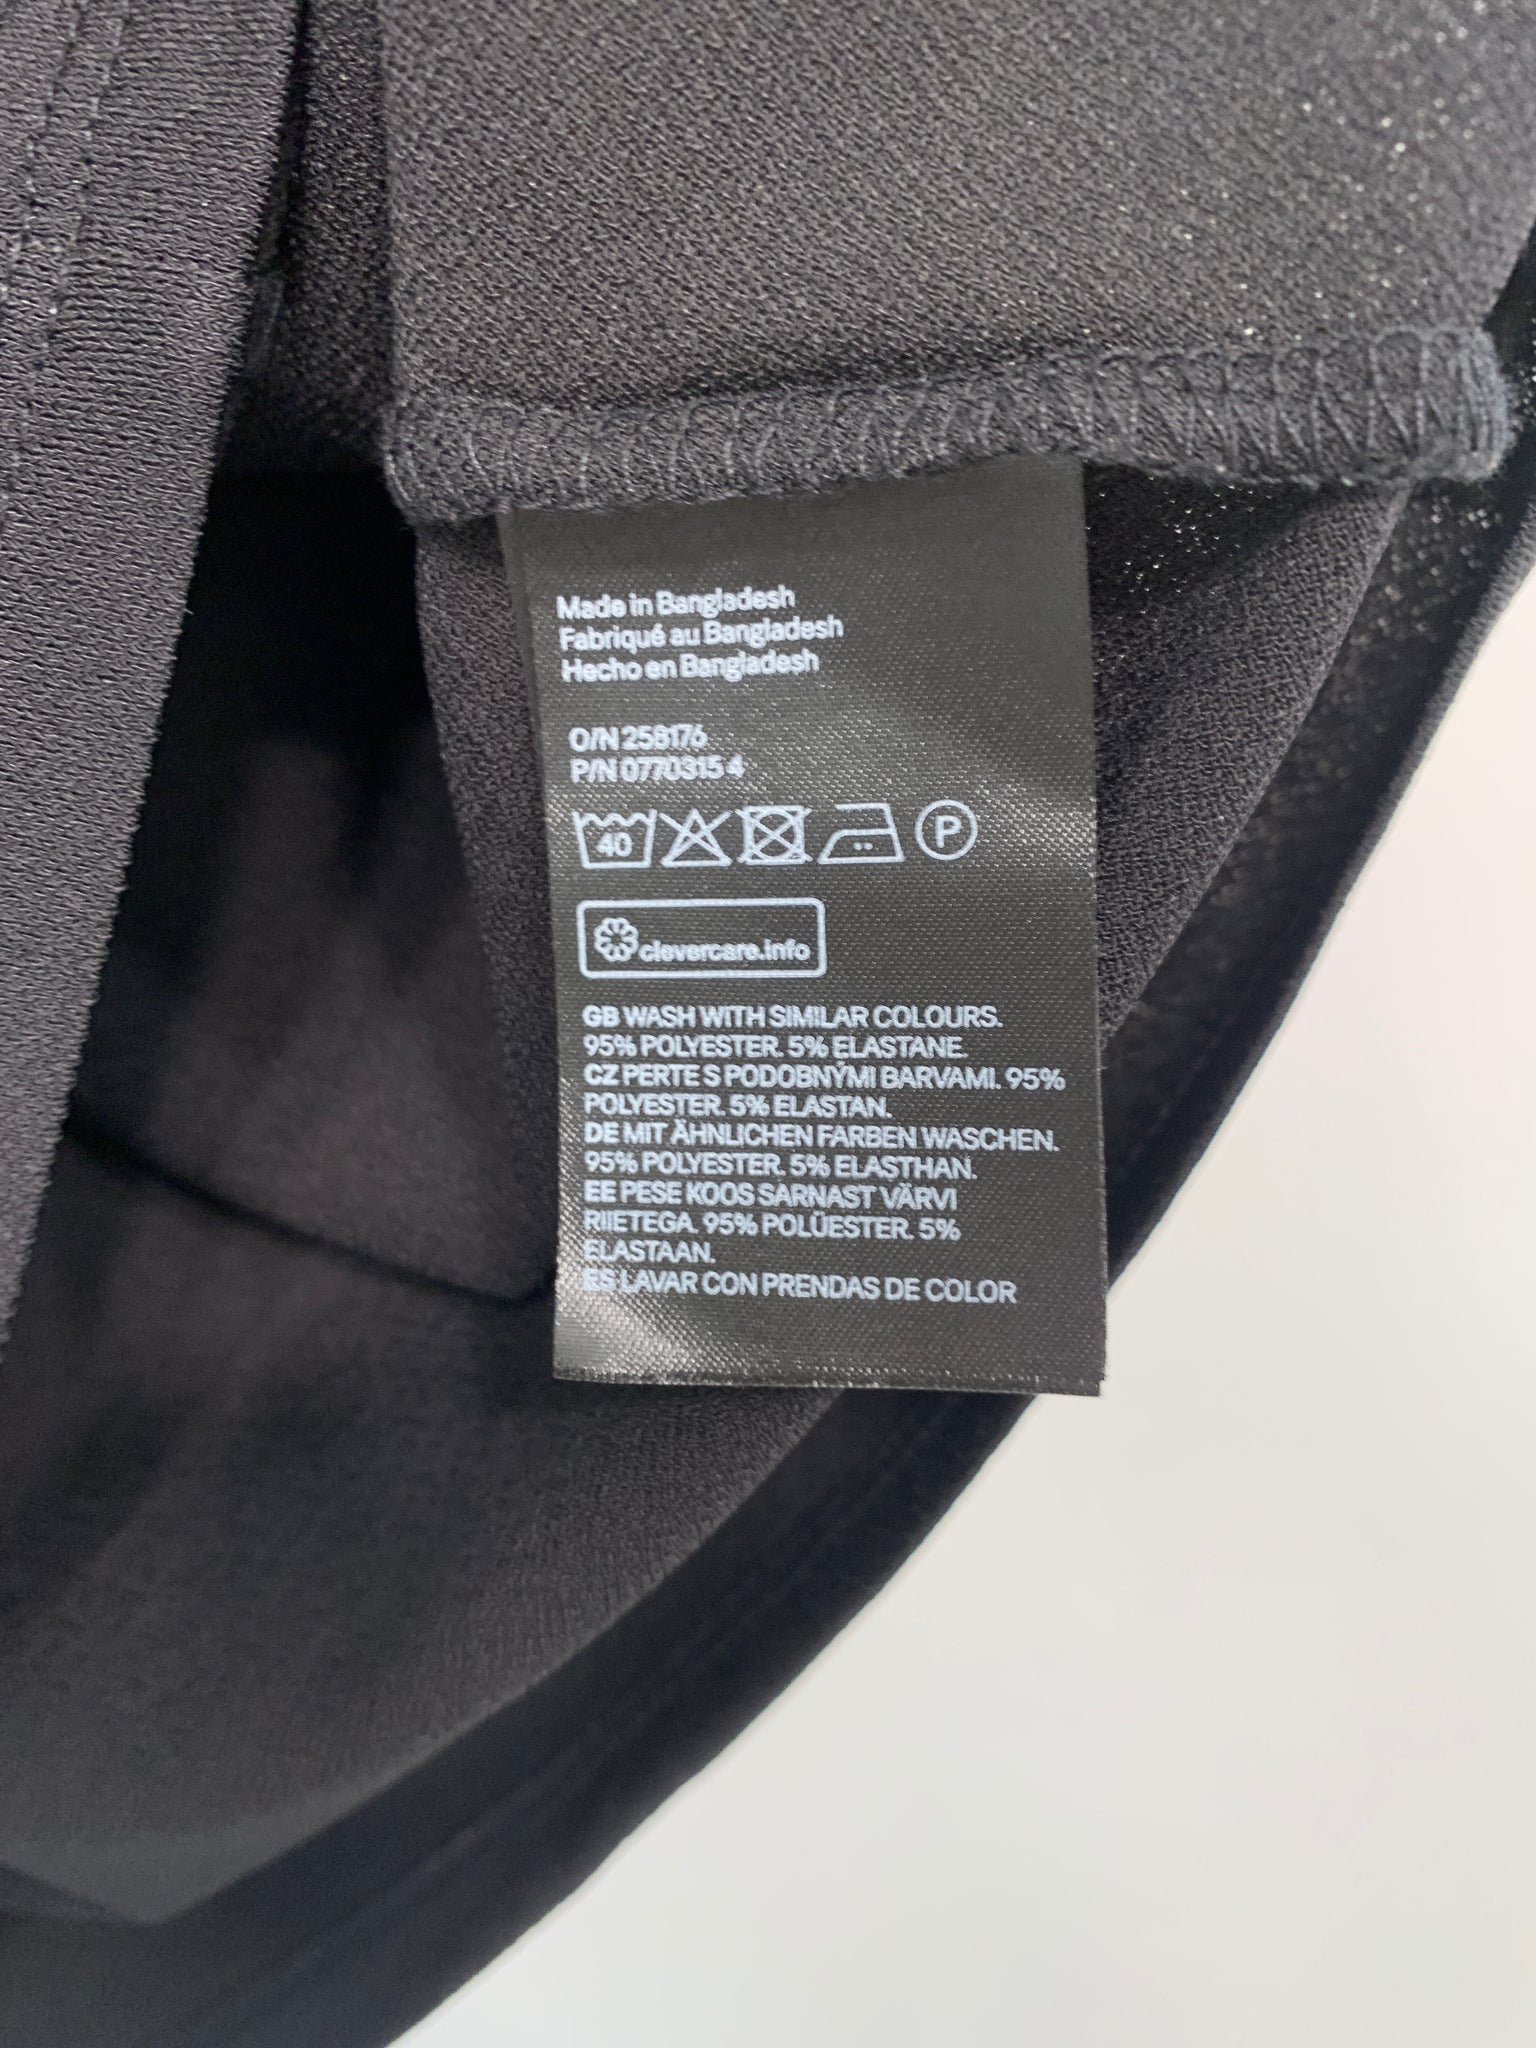 Made in Bangladesh
Fabriqué au Bangladesh
Hecho en Bangladesh
O/N 258176
P/N 0770315 4
40 P
clevercare.info
GB WASH WITH SIMILAR COLOURS.
95% POLYESTER. 5% ELASTANE.
CZ PERTE S PODOBNÝMI BARVAMI. 95%
POLYESTER. 5% ELASTAN.
DE MIT ÄHNLICHEN FARBEN WASCHEN.
95% POLYESTER. 5% ELASTHAN.
EE PESE KOOS SARNAST VÄRVI
RIIETEGA. 95% POLÜESTER. 5%
ELASTAAN.
ES LAVAR CON PRENDAS DE COLOR